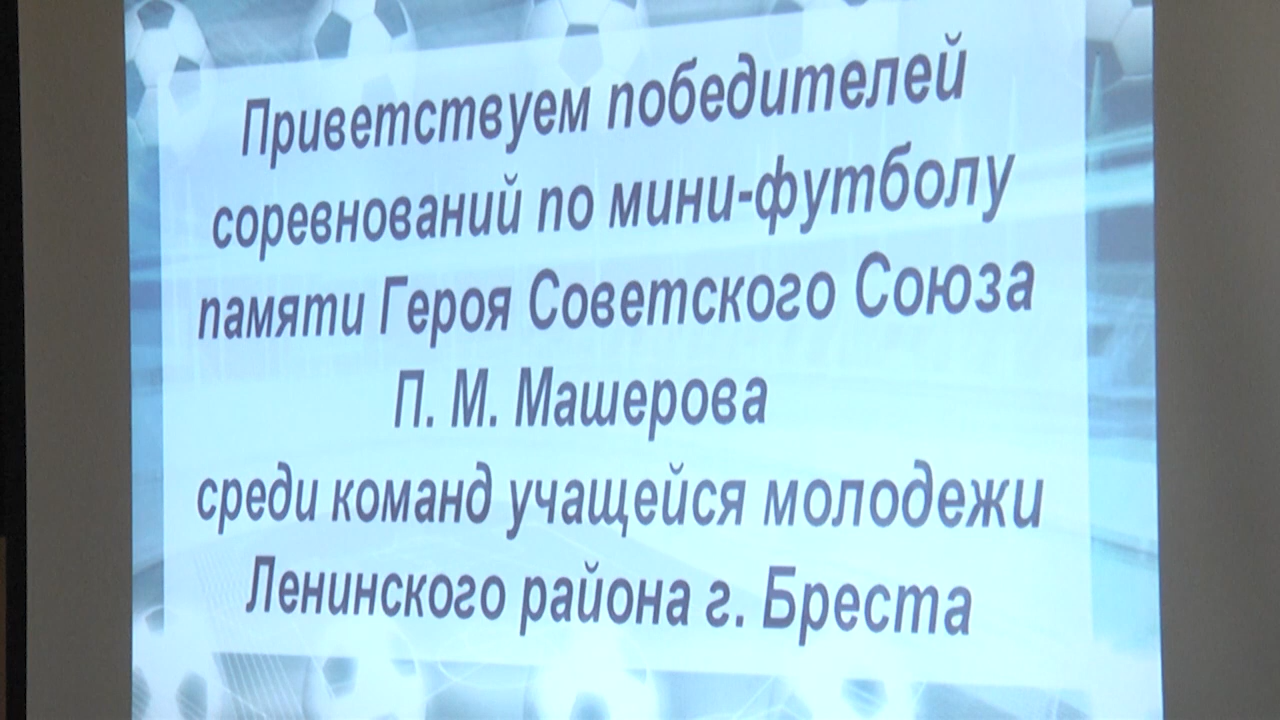 Приветствуем победителей
соревнований по мини-футболу
памяти Героя Советского Союза
П. М. Машерова
среди команд учащейся молодежи
Ленинского района г. Бреста